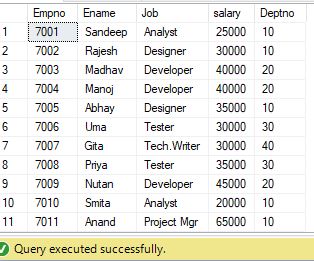 Empno Ename Job salary Deptno
1 7001 Sandeep Analyst 25000 10
2 7002 Rajesh Designer 30000 10
3 7003 Madhav Developer 40000 20
4 7004 Manoj Developer 40000 20
5 7005 Abhay Designer 35000 10
6 7006 Uma Tester 30000 30
7 7007 Gita Tech.Writer 30000 40
8 7008 Priya Tester 35000 30
9 7009 Nutan Developer 45000 20
10 7010 Smita Analyst 20000 10
11 7011 Anand Project Mgr 65000 10
Query executed successfully.